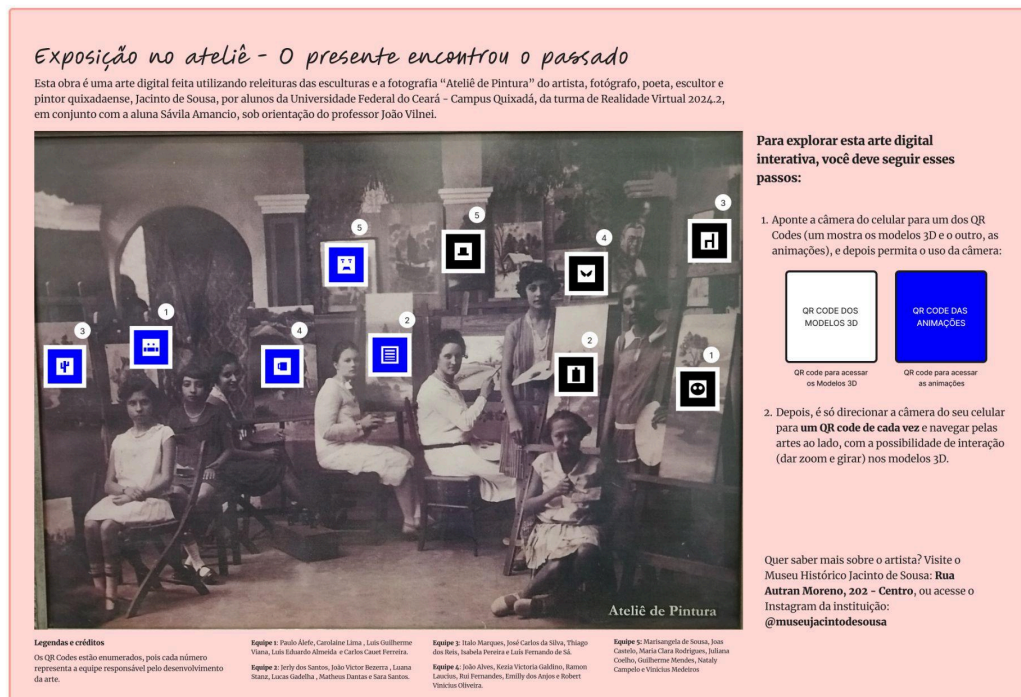 Exposição no ateliê - O presente encontrou o passado
Esta obra é uma arte digital feita utilizando releituras das esculturas e a fotografia “Ateliê de Pintura” do artista, fotógrafo, poeta, escultor e
pintor quixadaense, Jacinto de Sousa, por alunos da Universidade Federal do Ceará - Campus Quixadá, da turma de Realidade Virtual 2024.2,
em conjunto com a aluna Sávila Amancio, sob orientação do professor João Vilnei.
3
1
4
5
2
5
4
2
3
1
Ateliê de Pintura
Para explorar esta arte digital
interativa, você deve seguir esses
passos:
1. Aponte a câmera do celular para um dos QR
Codes (um mostra os modelos 3D e o outro, as
animações), e depois permita o uso da câmera:
QR CODE DOS
MODELOS 3D
QR code para acessar
os Modelos 3D
QR CODE DAS
ANIMAÇÕES
QR code para acessar
as animações
2. Depois, é só direcionar a câmera do seu celular
para um QR code de cada vez e navegar pelas
artes ao lado, com a possibilidade de interação
(dar zoom e girar) nos modelos 3D.
Quer saber mais sobre o artista? Visite o
Museu Histórico Jacinto de Sousa: Rua
Autran Moreno, 202 - Centro, ou acesse o
Instagram da instituição:
@museujacintodesousa
Legendas e créditos
Os QR Codes estão enumerados, pois cada número
representa a equipe responsável pelo desenvolvimento
da arte.
Equipe 1: Paulo Álefe, Carolaine Lima , Luis Guilherme
Viana, Luis Eduardo Almeida e Carlos Cauet Ferreira.
Equipe 2: Jerly dos Santos, João Victor Bezerra , Luana
Stanz, Lucas Gadelha , Matheus Dantas e Sara Santos.
Equipe 3: Italo Marques, José Carlos da Silva, Thiago
dos Reis, Isabela Pereira e Luís Fernando de Sá.
Equipe 4: João Alves, Kezia Victoria Galdino, Ramon
Laucius, Rui Fernandes, Emilly dos Anjos e Robert
Vinicius Oliveira.
Equipe 5: Marisangela de Sousa, Joas
Castelo, Maria Clara Rodrigues, Juliana
Coelho, Guilherme Mendes, Nataly
Campelo e Vinicius Medeiros